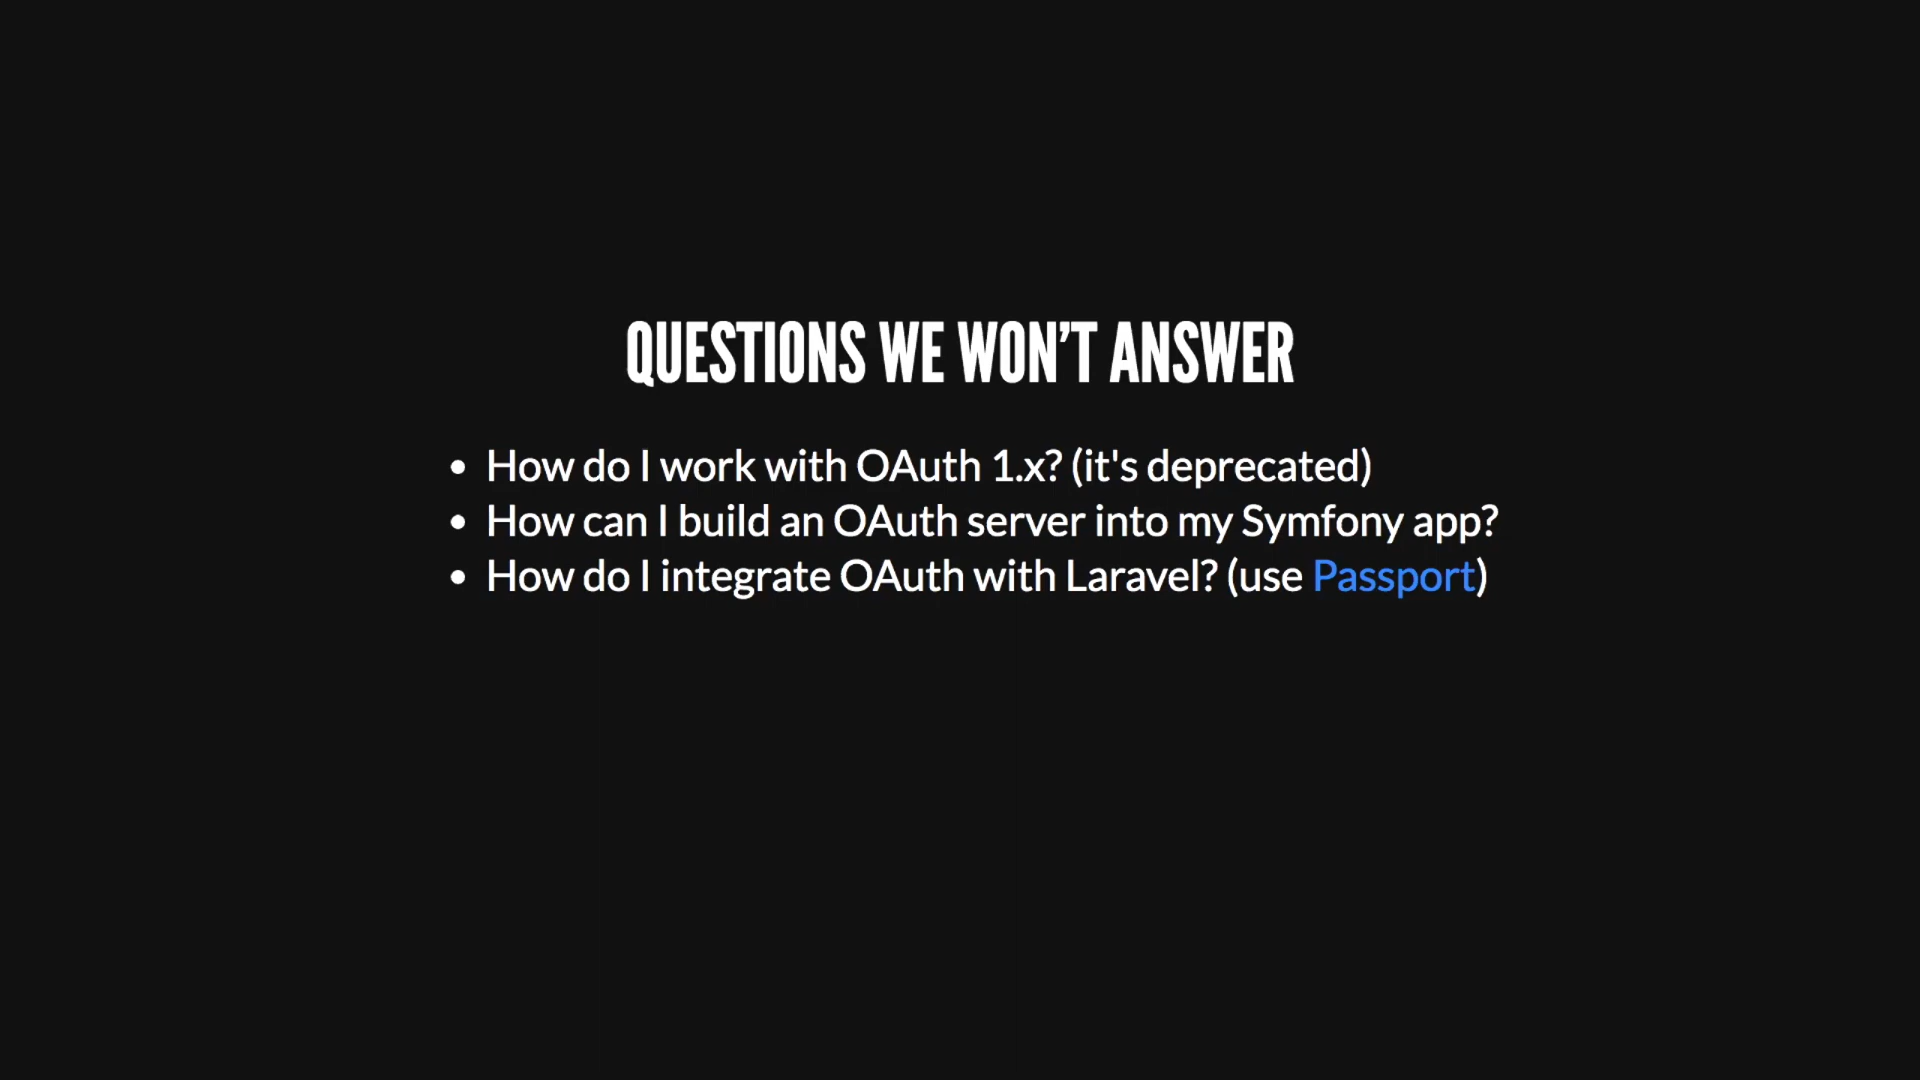 QUESTIONS WE WON’T ANSWER
• How do I work with OAuth 1.x? (it's deprecated)
• How can I build an OAuth server into my Symfony app?
• How do I integrate OAuth with Laravel? (use Passport)